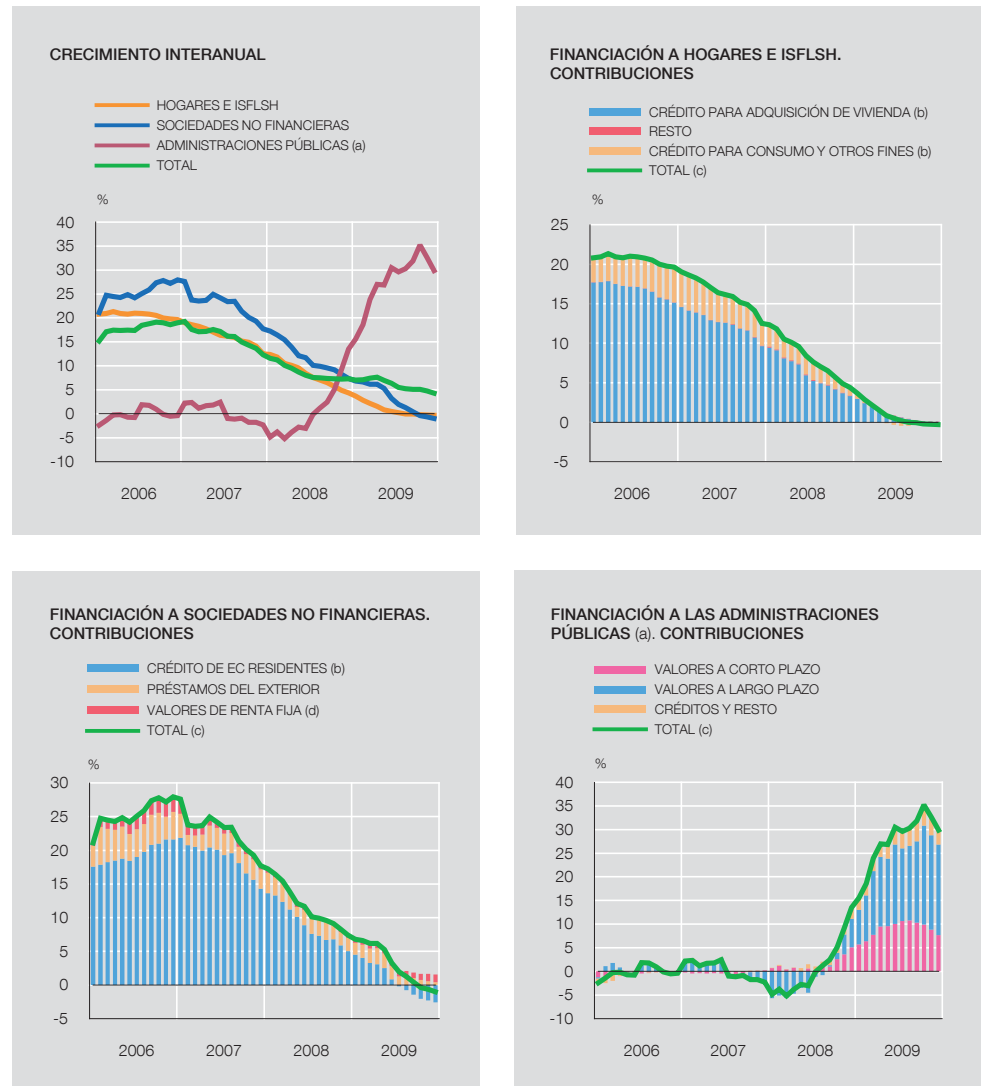 CRECIMIENTO INTERANUAL
HOGARES E ISFLSH
SOCIEDADES NO FINANCIERAS
ADMINISTRACIONES PÚBLICAS (a)
TOTAL
%
40
35
30
25
20
15
10
5
0
-5
-10
2006 2007 2008 2009
FINANCIACIÓN A HOGARES E ISFLSH.
CONTRIBUCIONES
CRÉDITO PARA ADQUISICIÓN DE VIVIENDA (b)
RESTO
CRÉDITO PARA CONSUMO Y OTROS FINES (b)
TOTAL (c)
%
25
20
15
10
5
0
-5
2006 2007 2008 2009
FINANCIACIÓN A SOCIEDADES NO FINANCIERAS.
CONTRIBUCIONES
CRÉDITO DE EC RESIDENTES (b)
PRÉSTAMOS DEL EXTERIOR
VALORES DE RENTA FIJA (d)
TOTAL (c)
%
30
25
20
15
10
5
0
-5
2006 2007 2008 2009
FINANCIACIÓN A LAS ADMINISTRACIONES
PÚBLICAS (a). CONTRIBUCIONES
VALORES A CORTO PLAZO
VALORES A LARGO PLAZO
CRÉDITOS Y RESTO
TOTAL (c)
%
40
35
30
25
20
15
10
5
0
-5
-10
2006 2007 2008 2009